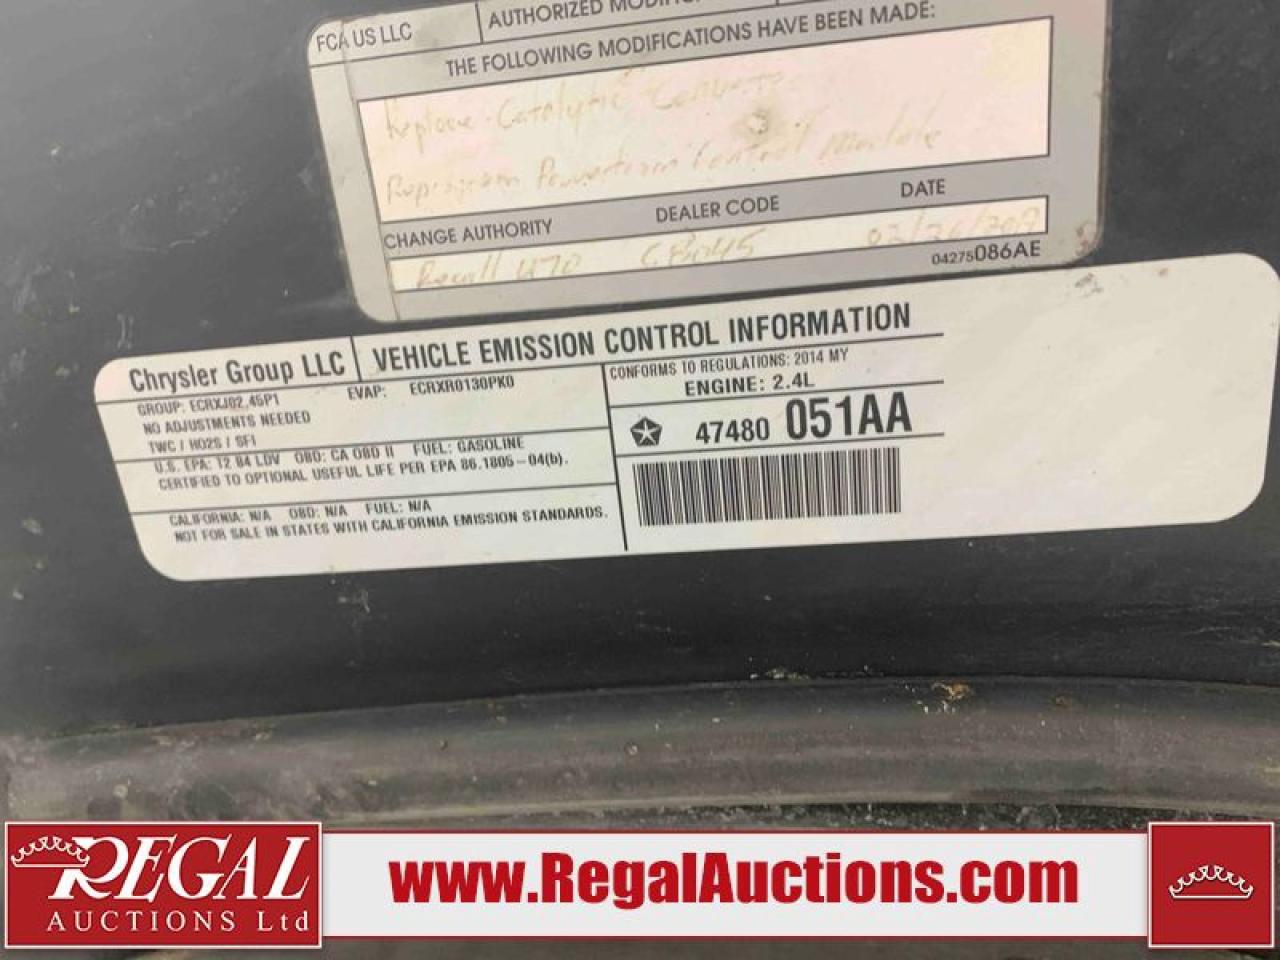 FCA US LLC
AUTHORIZED
THE FOLLOWING MODIFICATIONS HAVE BEEN MADE:
Replace Catalytic Converter
Reprogram Powertrain Control Module
CHANGE AUTHORITY DEALER CODE DATE
Recall
04275086AE
Chrysler Group LLC VEHICLE EMISSION CONTROL INFORMATION
GROUP: ECRXJ02.45P1 EVAP: ECRXR0130PK0
NO ADJUSTMENTS NEEDED
TWC / HO2S / SFI
U.S. EPA: T2 B4 LDV OBD: CA OBD II FUEL: GASOLINE
CERTIFIED TO OPTIONAL USEFUL LIFE PER EPA 86.1805-04(b).
CALIFORNIA: N/A OBD: N/A FUEL: N/A
NOT FOR SALE IN STATES WITH CALIFORNIA EMISSION STANDARDS.
CONFORMS TO REGULATIONS: 2014 MY
ENGINE: 2.4L
47480 051AA
REGAL
AUCTIONS Ltd
www.RegalAuctions.com